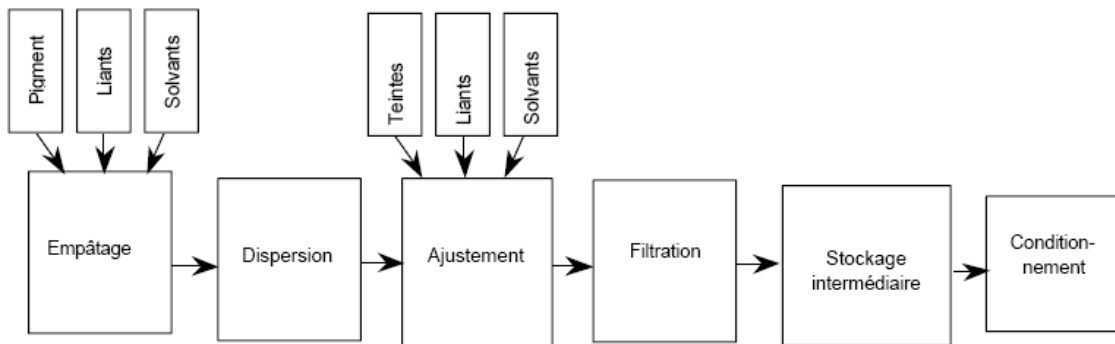 Pigment
Liants
Solvants
Teintes
Liants
Solvants
Empâtage
Dispersion
Ajustement
Filtration
Stockage
intermédiaire
Condition-
nement